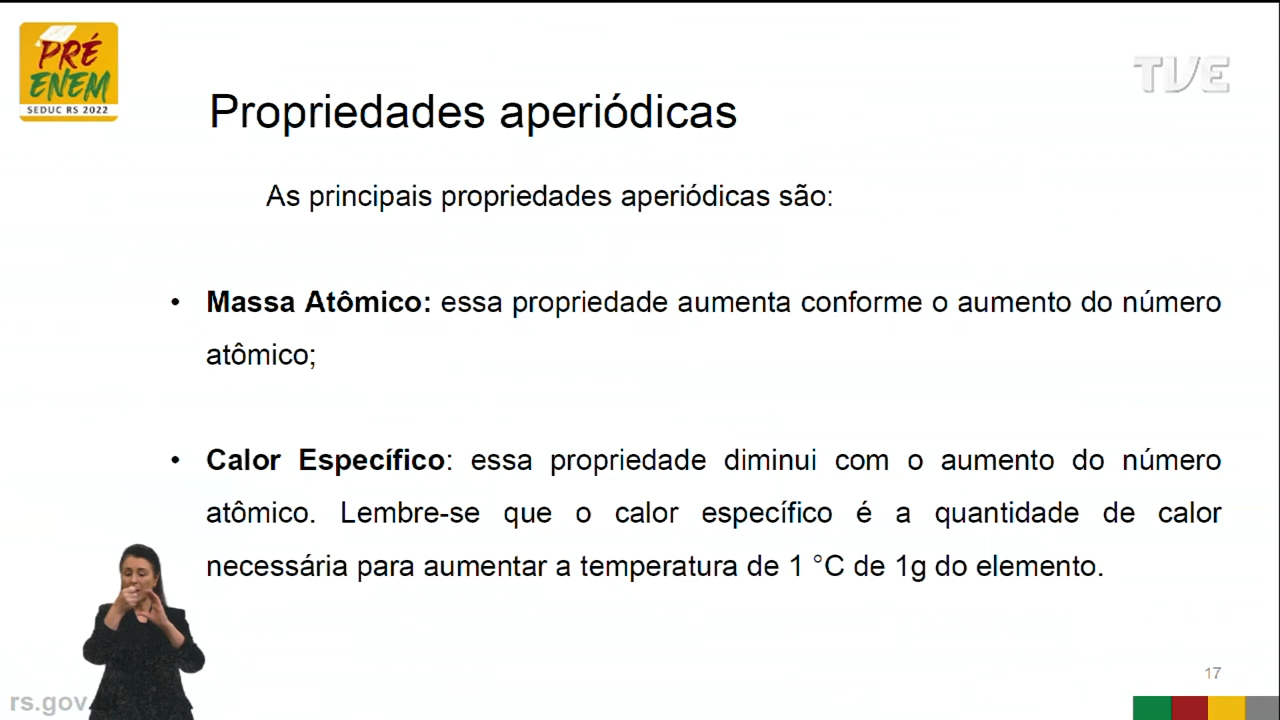 PRÉ
ENEM
SEDUC RS 2022
TVE
Propriedades aperiódicas
As principais propriedades aperiódicas são:
• Massa Atômico: essa propriedade aumenta conforme o aumento do número
atômico;
• Calor Específico: essa propriedade diminui com o aumento do número
atômico. Lembre-se que o calor específico é a quantidade de calor
necessária para aumentar a temperatura de 1 °C de 1g do elemento.
17
rs.gov